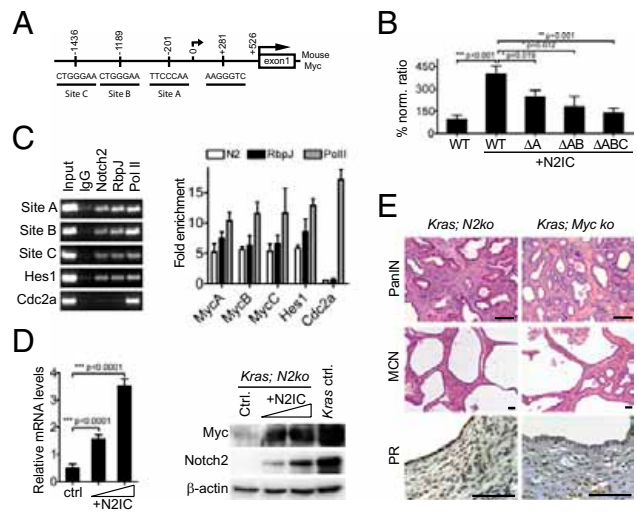 A
-1436
-1189
-201
0
+281
+526
Mouse
Myc
exon1
CTGGGAA
CTGGGAA
TTCCCAA
AAGGGTC
Site C
Site B
Site A
B
** p=0.001
* p=0.012
*** p<0.001
* p=0.019
% norm. ratio
450
300
150
0
WT
WT
ΔA
ΔAB
ΔABC
+N2IC
C
Input
IgG
Notch2
RbpJ
Pol II
Site A
Site B
Site C
Hes1
Cdc2a
N2
RbpJ
PolII
Fold enrichment
20
15
10
5
0
MycA
MycB
MycC
Hes1
Cdc2a
D
Relative mRNA levels
4
3
2
1
0
*** p<0.0001
*** p<0.0001
ctrl
+N2IC
Kras; N2ko
Ctrl.
+N2IC
Kras ctrl.
Myc
Notch2
β-actin
E
Kras; N2ko
Kras; Myc ko
PanIN
MCN
PR